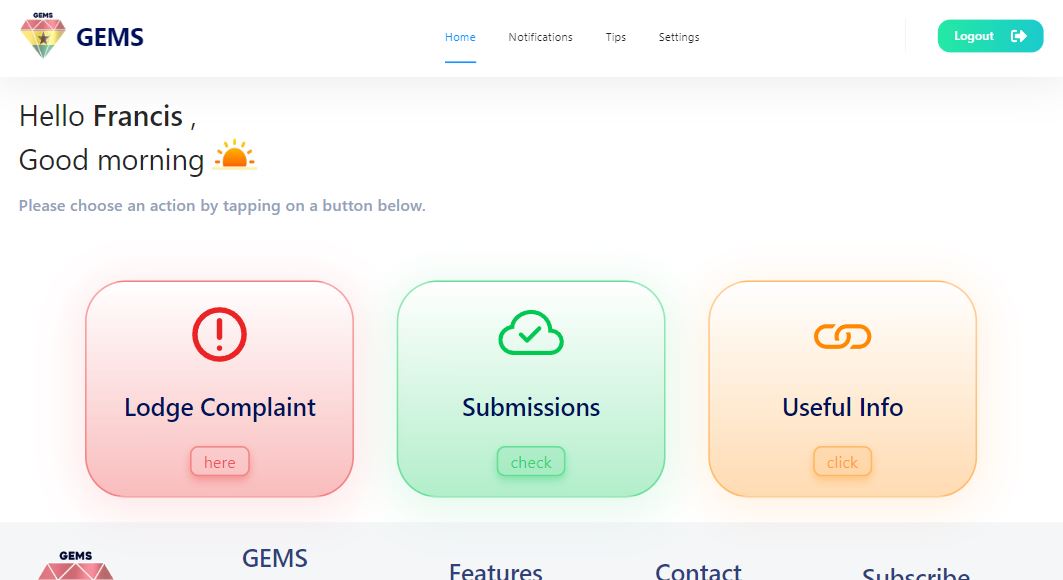 GEMS
GEMS
Home Notifications Tips Settings
Logout
Hello Francis ,
Good morning
Please choose an action by tapping on a button below.
Lodge Complaint
here
Submissions
check
Useful Info
click
GEMS
GEMS
Features
Contact
Subscribe